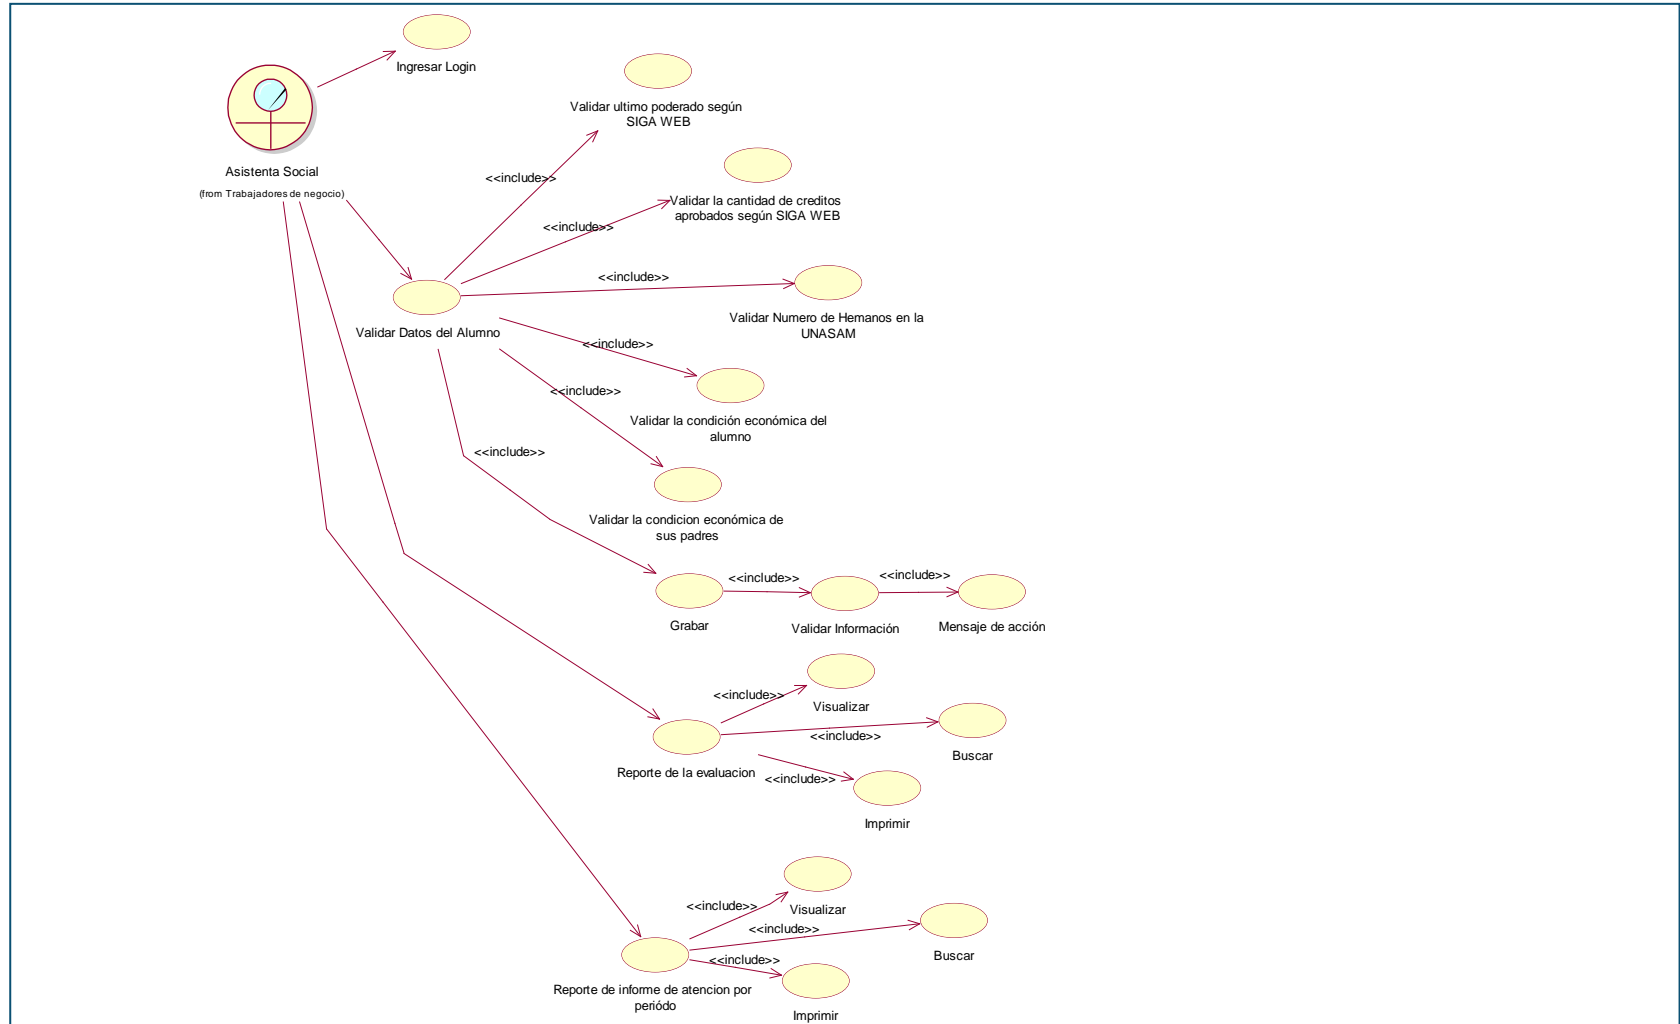 Ingresar Login
Asistenta Social
(from Trabajadores de negocio)
Validar ultimo poderado según
SIGA WEB
<<include>>
Validar la cantidad de creditos
aprobados según SIGA WEB
<<include>>
<<include>>
Validar Numero de Hemanos en la
UNASAM
Validar Datos del Alumno
<<include>>
Validar la condición económica del
alumno
<<include>>
Validar la condicion económica de
sus padres
<<include>>
Grabar
<<include>>
Validar Información
<<include>>
Mensaje de acción
<<include>>
Visualizar
<<include>>
Buscar
Reporte de la evaluacion
<<include>>
Imprimir
<<include>>
Visualizar
<<include>>
Buscar
<<include>>
Reporte de informe de atencion por
periódo
Imprimir